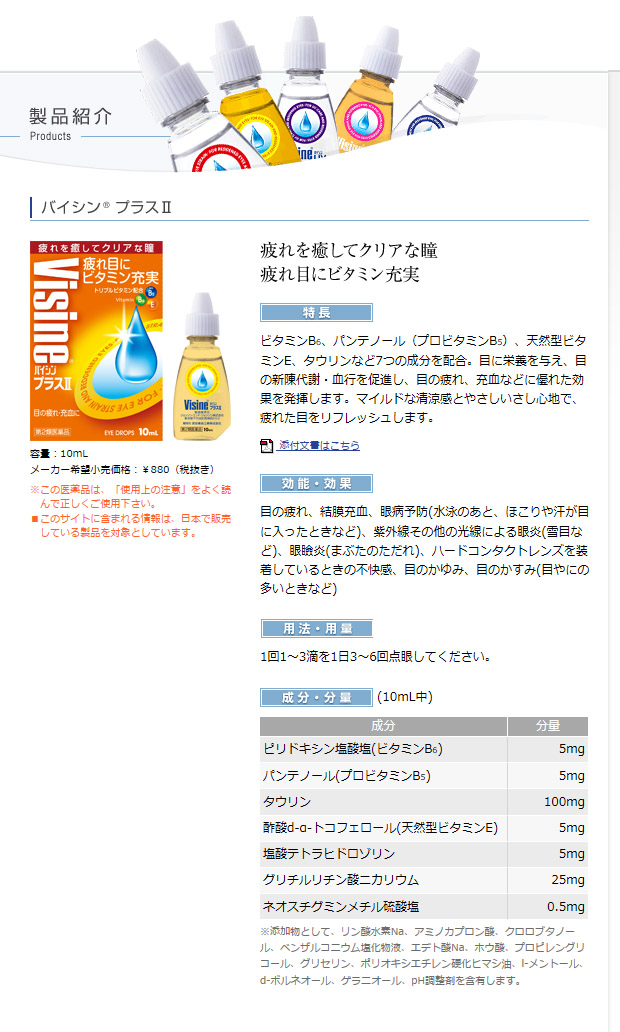 製品紹介
Products
バイシン® プラスⅡ
疲れを癒してクリアな瞳
疲れ目に
ビタミン充実
トリプルビタミン配合
Vitamin B6 B5 E
Visine
バイシン
プラスⅡ
FOR EYE STRAIN AND
目の疲れ・充血に
第2類医薬品
EYE DROPS 10mL
Visine
容量：10mL
メーカー希望小売価格：￥880（税抜き）
※この医薬品は、「使用上の注意」をよく読
んで正しくご使用下さい。
■このサイトに含まれる情報は、日本で販売
している製品を対象としています。
疲れを癒してクリアな瞳
疲れ目にビタミン充実
特長
ビタミンB6、パンテノール（プロビタミンB5）、天然型ビタ
ミンE、タウリンなど7つの成分を配合。目に栄養を与え、目
の新陳代謝・血行を促進し、目の疲れ、充血などに優れた効
果を発揮します。マイルドな清涼感とやさしいさし心地で、
疲れた目をリフレッシュします。
添付文書はこちら
効能・効果
目の疲れ、結膜充血、眼病予防(水泳のあと、ほこりや汗が目
に入ったときなど)、紫外線その他の光線による眼炎(雪目な
ど)、眼瞼炎(まぶたのただれ)、ハードコンタクトレンズを装
着しているときの不快感、目のかゆみ、目のかすみ(目やにの
多いときなど)
用法・用量
1回1～3滴を1日3～6回点眼してください。
成分・分量 (10mL中)
成分 分量
ピリドキシン塩酸塩(ビタミンB6) 5mg
パンテノール(プロビタミンB5) 5mg
タウリン 100mg
酢酸d-α-トコフェロール(天然型ビタミンE) 5mg
塩酸テトラヒドロゾリン 5mg
グリチルリチン酸ニカリウム 25mg
ネオスチグミンメチル硫酸塩 0.5mg
※添加物として、リン酸水素Na、アミノカプロン酸、クロロブタノー
ル、ベンザルコニウム塩化物液、エデト酸Na、ホウ酸、プロピレングリ
コール、グリセリン、ポリオキシエチレン硬化ヒマシ油、l-メントール、
d-ボルネオール、ゲラニオール、pH調整剤を含有します。